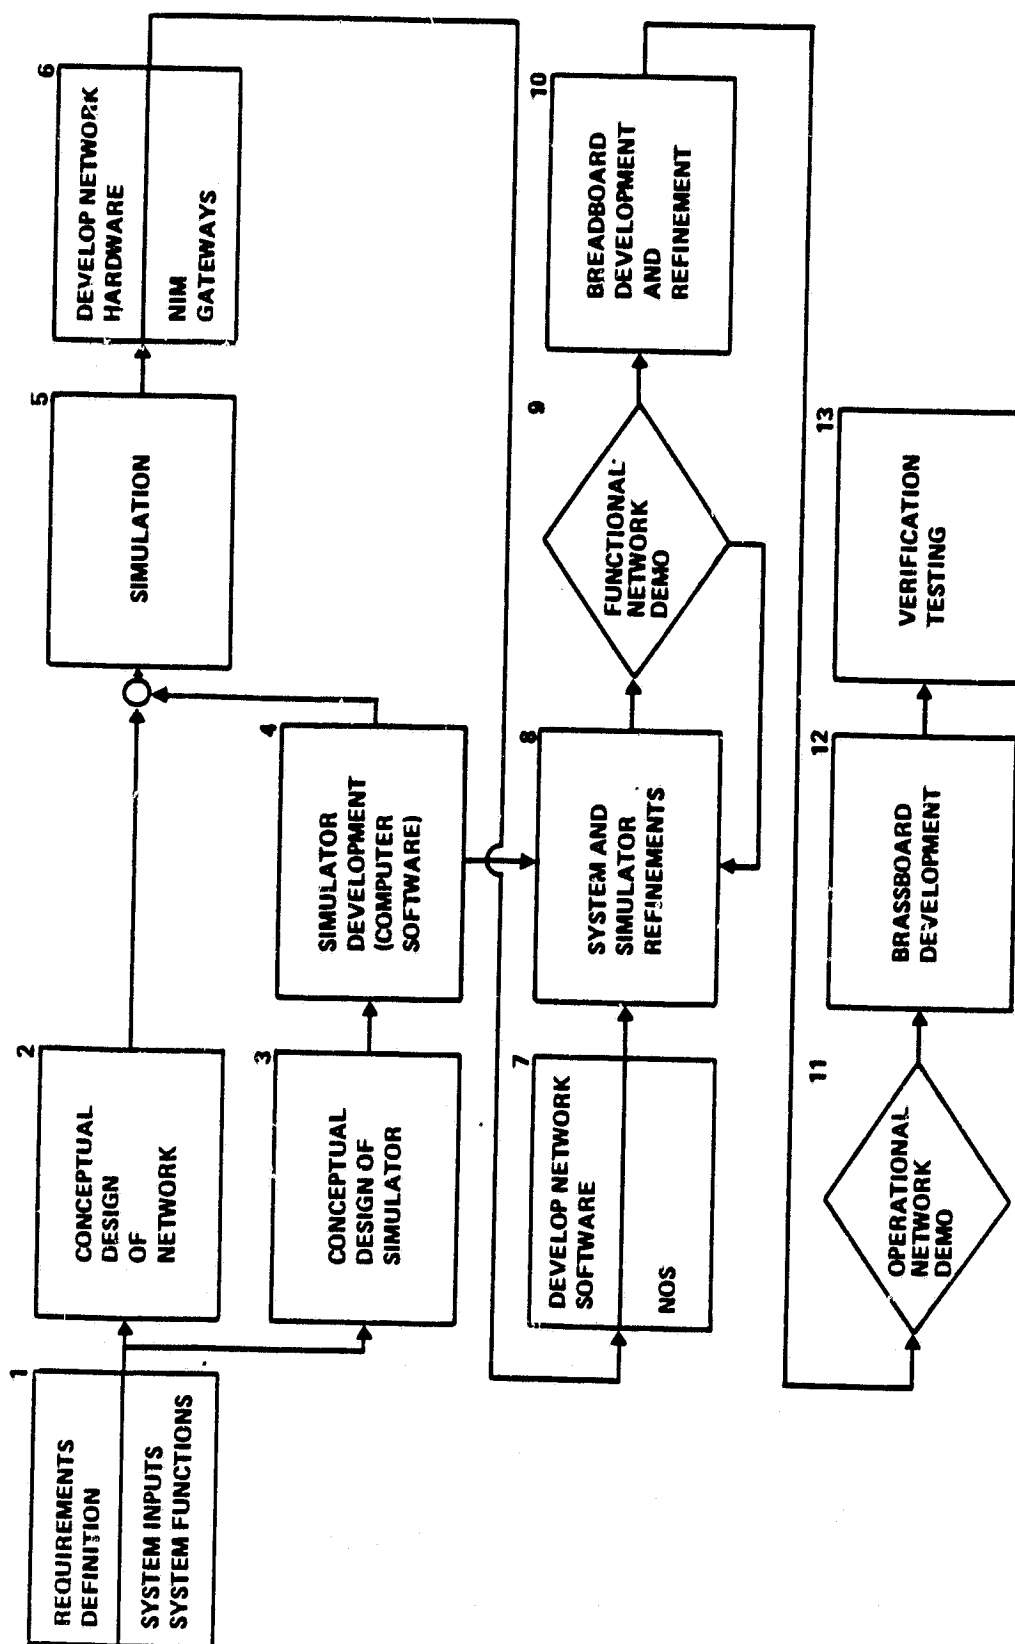 1
REQUIREMENTS
DEFINITION
SYSTEM INPUTS
SYSTEM FUNCTIONS
2
CONCEPTUAL
DESIGN
OF
NETWORK
3
CONCEPTUAL
DESIGN OF
SIMULATOR
4
SIMULATOR
DEVELOPMENT
(COMPUTER
SOFTWARE)
5
SIMULATION
6
DEVELOP NETWORK
HARDWARE
NIM
GATEWAYS
7
DEVELOP NETWORK
SOFTWARE
NOS
8
SYSTEM AND
SIMULATOR
REFINEMENTS
9
FUNCTIONAL
NETWORK
DEMO
10
BREADBOARD
DEVELOPMENT
AND
REFINEMENT
11
OPERATIONAL
NETWORK
DEMO
12
BRASSBOARD
DEVELOPMENT
13
VERIFICATION
TESTING